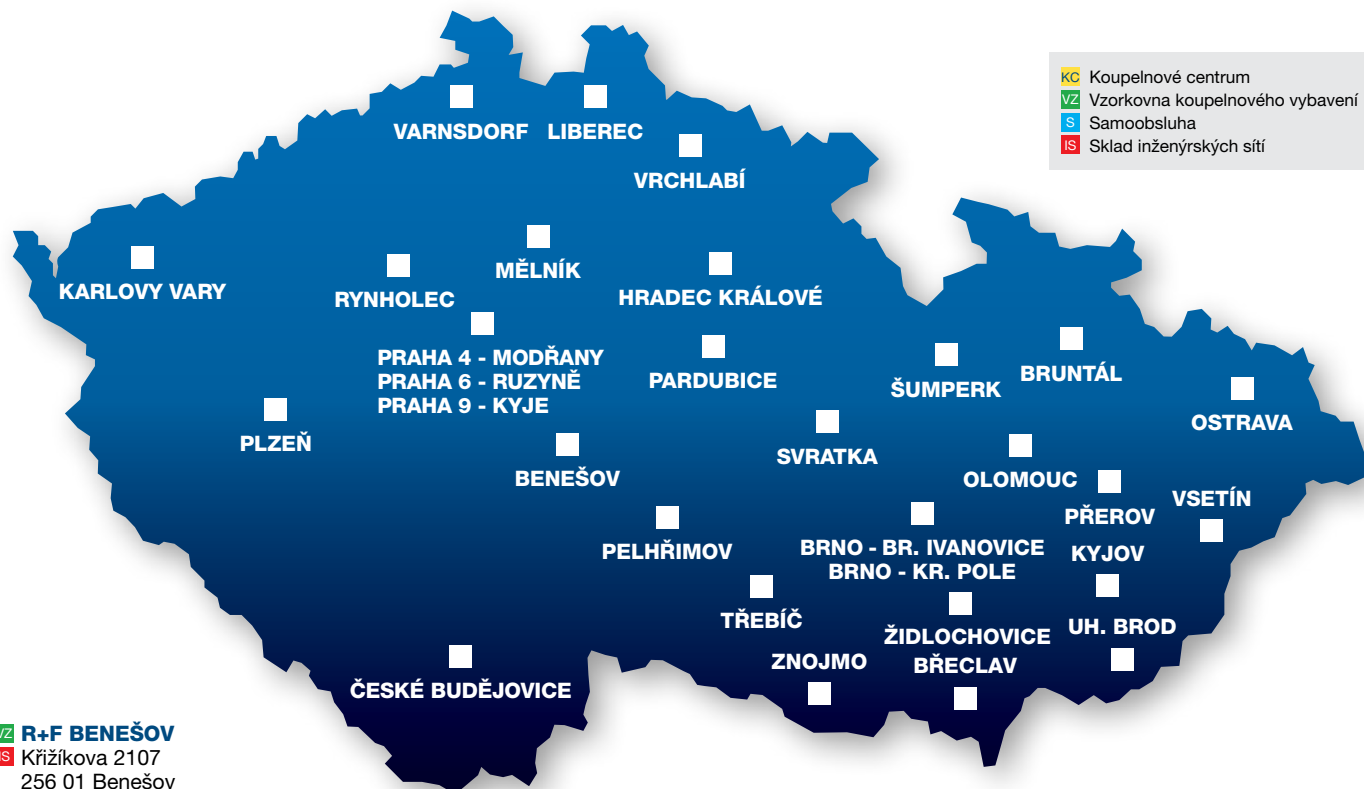 KC Koupelnové centrum
VZ Vzorkovna koupelnového vybavení
S Samoobsluha
IS Sklad inženýrských sítí
VARNSDORF
LIBEREC
VRCHLABÍ
MĚLNÍK
KARLOVY VARY
RYNHOLEC
HRADEC KRÁLOVÉ
PRAHA 4 - MODŘANY
PRAHA 6 - RUZYNĚ
PRAHA 9 - KYJE
PARDUBICE
ŠUMPERK
BRUNTÁL
OSTRAVA
PLZEŇ
BENEŠOV
SVRATKA
OLOMOUC
VSETÍN
PŘEROV
PELHŘIMOV
BRNO - BR. IVANOVICE
BRNO - KR. POLE
KYJOV
TŘEBÍČ
ŽIDLOCHOVICE
UH. BROD
ZNOJMO
BŘECLAV
ČESKÉ BUDĚJOVICE
VZ R+F BENEŠOV
IS Křižíkova 2107
256 01 Benešov